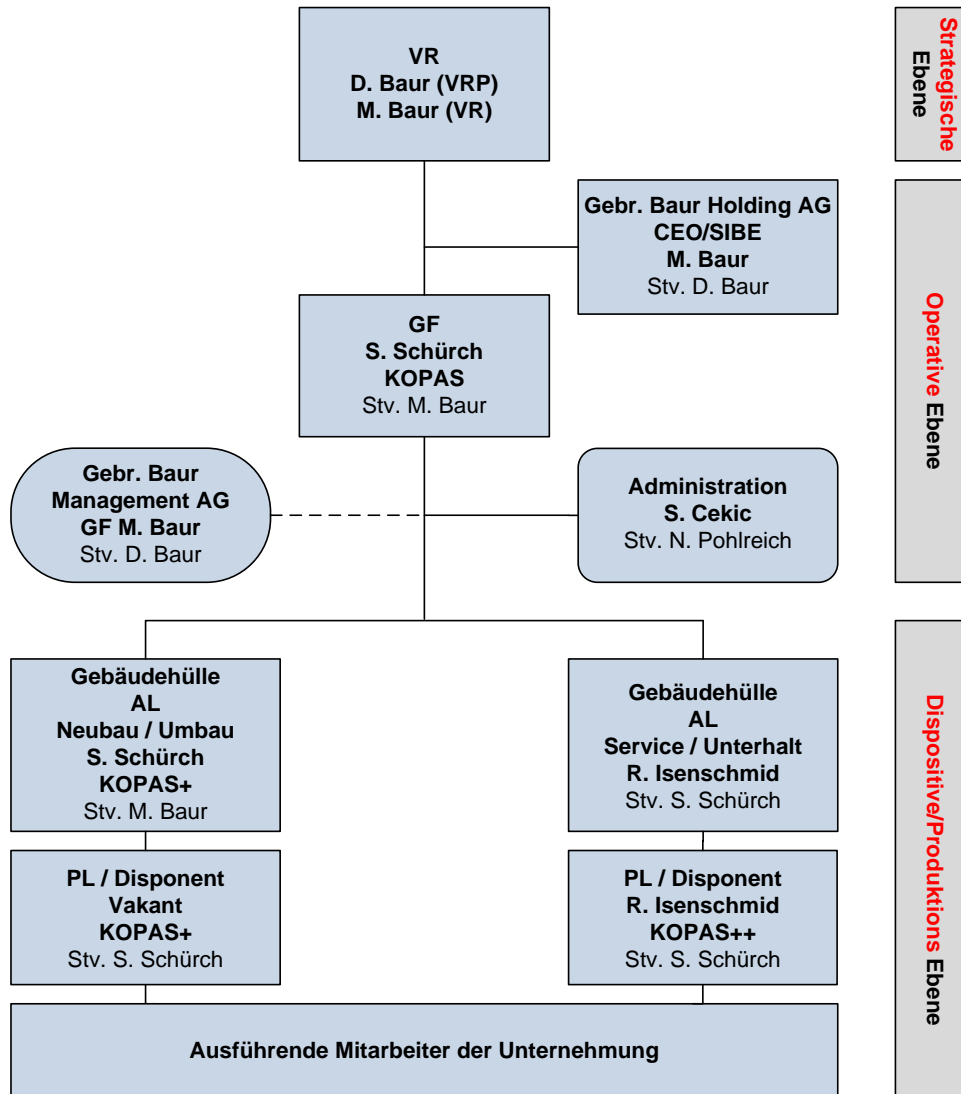 VR
D. Baur (VRP)
M. Baur (VR)
Strategische
Ebene
Gebr. Baur Holding AG
CEO/SIBE
M. Baur
Stv. D. Baur
GF
S. Schürch
KOPAS
Stv. M. Baur
Operative Ebene
Gebr. Baur
Management AG
GF M. Baur
Stv. D. Baur
Administration
S. Cekic
Stv. N. Pohlreich
Gebäudehülle
AL
Neubau / Umbau
S. Schürch
KOPAS+
Stv. M. Baur
Gebäudehülle
AL
Service / Unterhalt
R. Isenschmid
Stv. S. Schürch
Dispositive/Produktions Ebene
PL / Disponent
Vakant
KOPAS+
Stv. S. Schürch
PL / Disponent
R. Isenschmid
KOPAS++
Stv. S. Schürch
Ausführende Mitarbeiter der Unternehmung